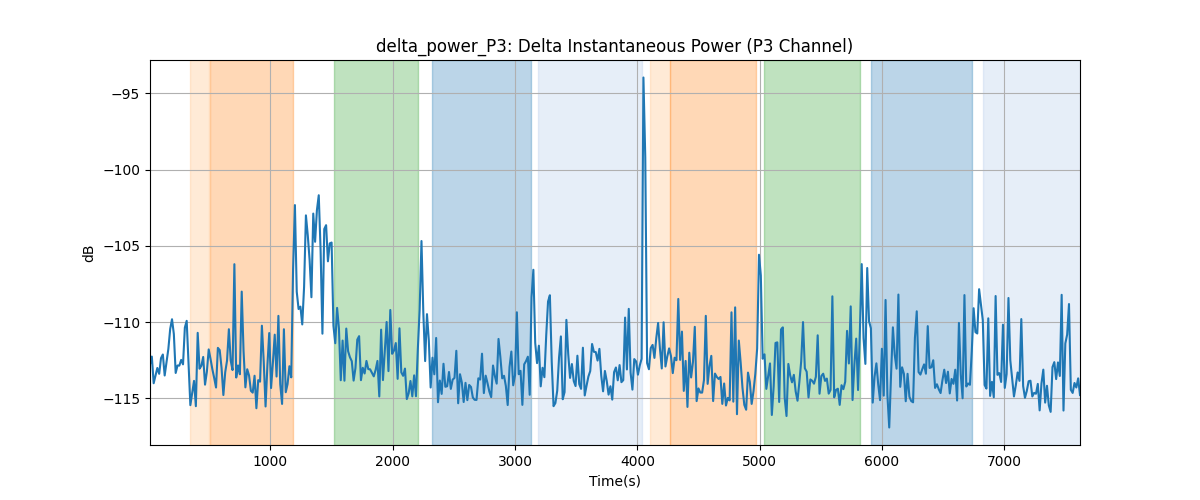 delta_power_P3: Delta Instantaneous Power (P3 Channel)
dB
−95
−100
−105
−110
−115
1000 2000 3000 4000 5000 6000 7000
Time(s)